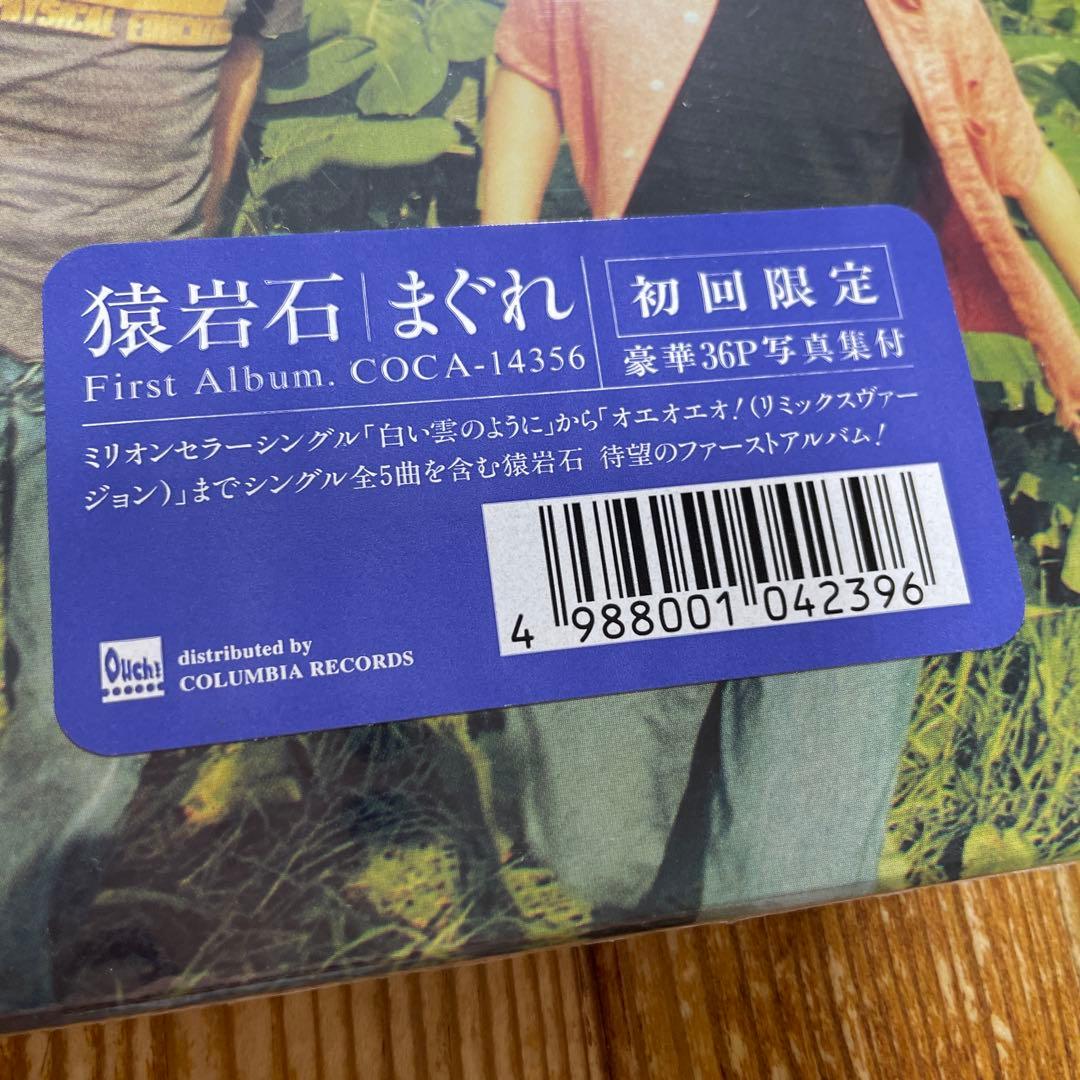 PHYSICAL EDUCATION
猿岩石 まぐれ
First Album. COCA-14356
初回限定
豪華36P写真集付
ミリオンセラーシングル「白い雲のように」から「オエオエオ!(リミックスヴァー
ジョン)」までシングル全5曲を含む猿岩石 待望のファーストアルバム!
4 988001 042396
Ouch!
distributed by
COLUMBIA RECORDS